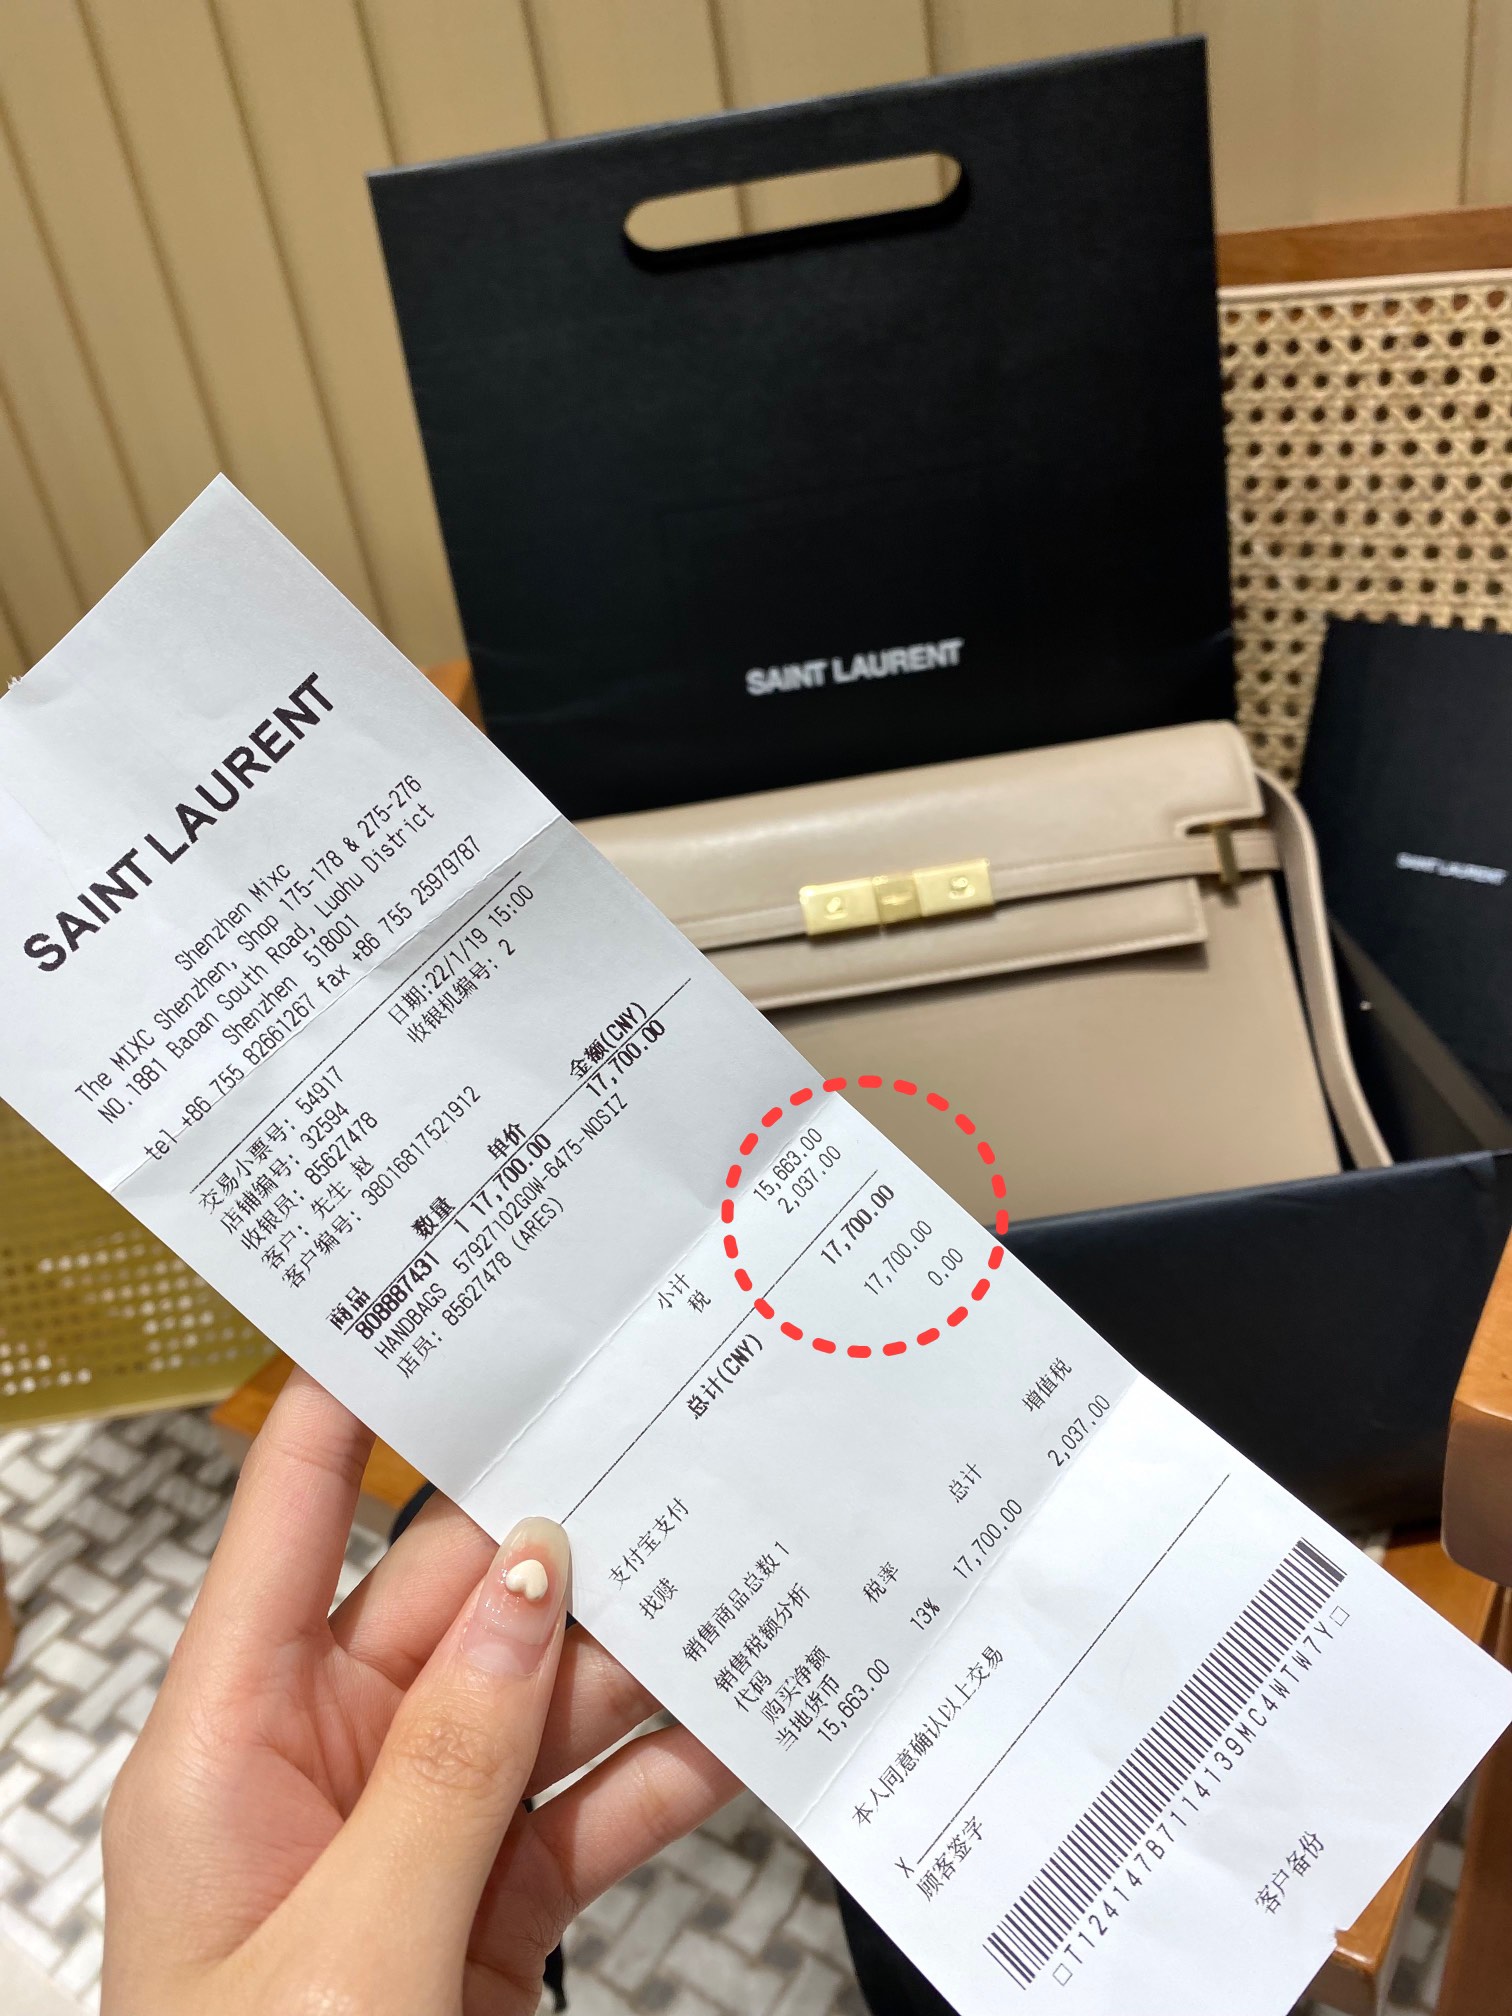 SAINT LAURENT
SAINT LAURENT
SAINT LAURENT
Shenzhen Mixc
The MIXC Shenzhen, Shop 175-178 & 275-276
NO.1881 Baoan South Road, Luohu District
Shenzhen 518001
tel +86 755 82661267 fax +86 755 25979787
交易小票号: 54917 日期:22/1/19 15:00
店铺编号: 32594 收银机编号: 2
收银员: 85627478
客户: 先生 赵
客户编号: 38016817521912
商品 数量 单价 金额(CNY)
808887431 1 17,700.00 17,700.00
HANDBAGS 57927102GOW-6475-NOSIZ
店员: 85627478 (ARES)
小计 15,663.00
税 2,037.00
总计(CNY) 17,700.00
支付宝支付 17,700.00
找赎 0.00
销售商品总数 1
销售税额分析
代码 税率 总计 增值税
购买净额
当地货币
15,663.00 13% 17,700.00 2,037.00
本人同意确认以上交易
X
顾客签字
T124147B7114139MC4WTW7Y
客户备份